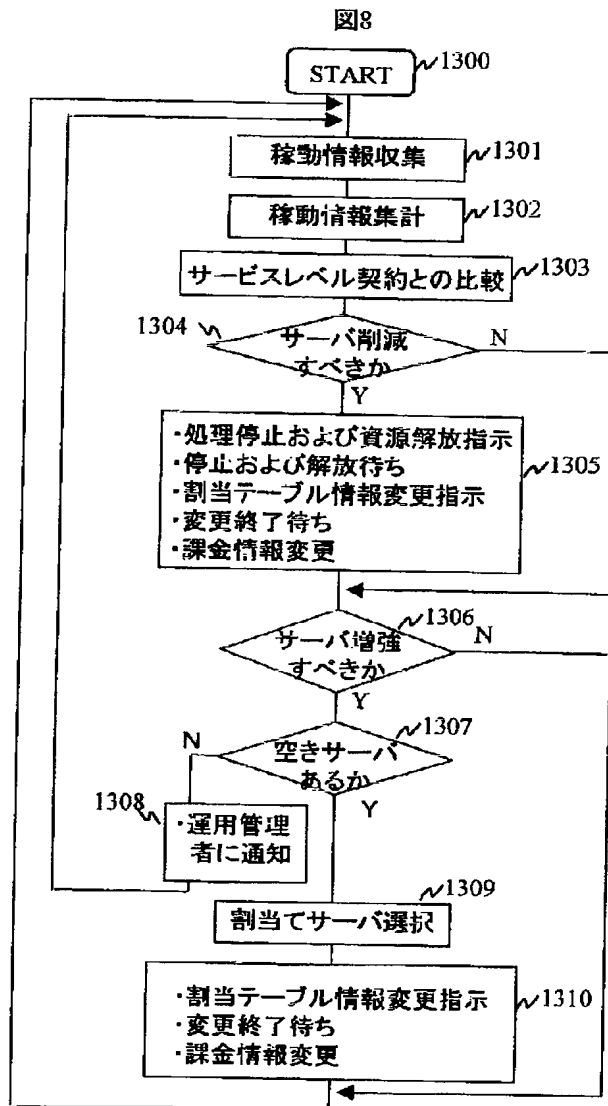 図8
START
1300
稼動情報収集
1301
稼動情報集計
1302
サービスレベル契約との比較
1303
1304
サーバ削減
すべきか
N
Y
・処理停止および資源解放指示
・停止および解放待ち
・割当テーブル情報変更指示
・変更終了待ち
・課金情報変更
1305
1306
サーバ増強
すべきか
N
Y
1307
N
空きサーバ
あるか
Y
1308
・運用管理
者に通知
1309
割当てサーバ選択
・割当テーブル情報変更指示
・変更終了待ち
・課金情報変更
1310